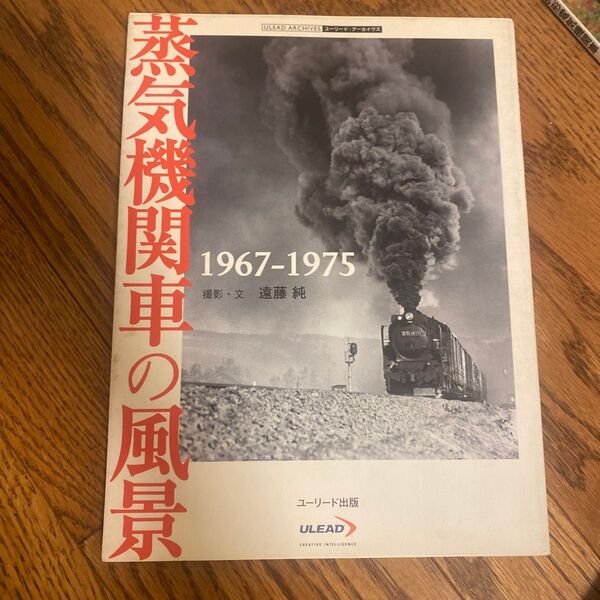 ULEAD ARCHIVES ユーリード・アーカイヴス
蒸気機関車の風景
1967–1975
撮影・文 遠藤 純
ユーリード出版
ULEAD
CREATIVE INTELLIGENCE